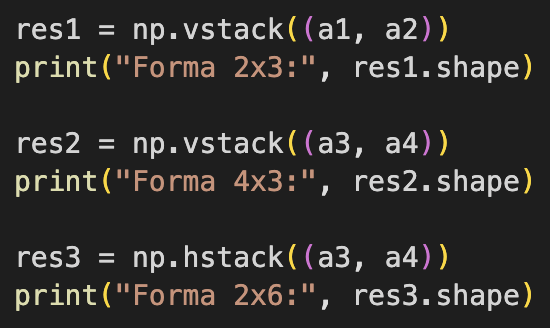 res1 = np.vstack((a1, a2))
print("Forma 2x3:", res1.shape)
res2 = np.vstack((a3, a4))
print("Forma 4x3:", res2.shape)
res3 = np.hstack((a3, a4))
print("Forma 2x6:", res3.shape)